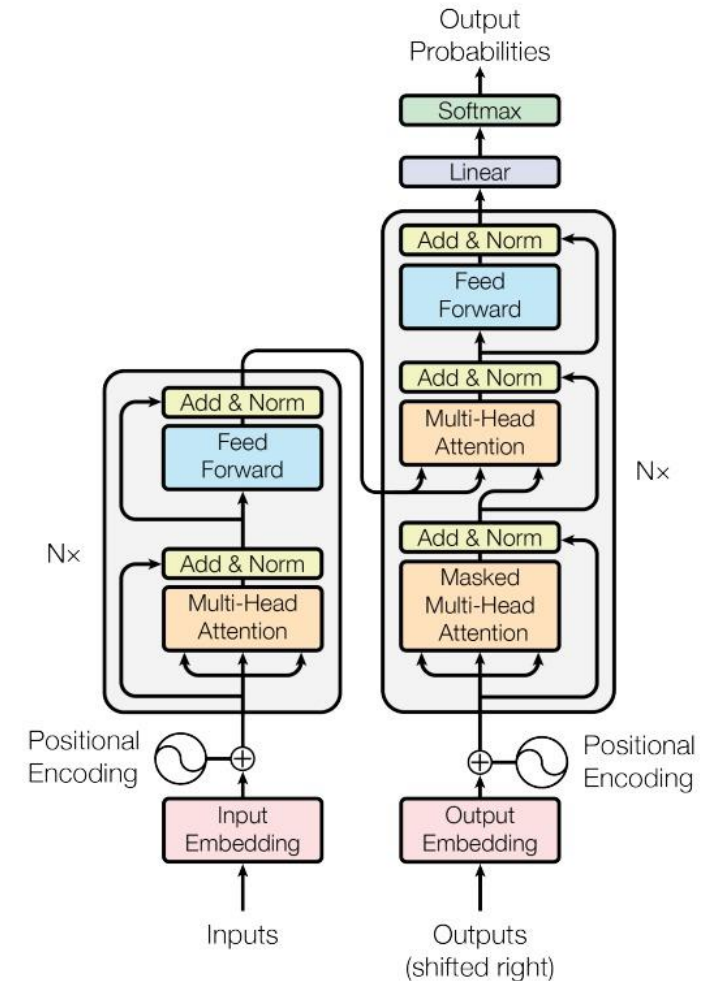 Output
Probabilities
Softmax
Linear
Add & Norm
Feed
Forward
Add & Norm
Multi-Head
Attention
Add & Norm
Masked
Multi-Head
Attention
Nx
Add & Norm
Feed
Forward
Add & Norm
Multi-Head
Attention
Nx
Positional
Encoding
Positional
Encoding
Input
Embedding
Output
Embedding
Inputs
Outputs
(shifted right)